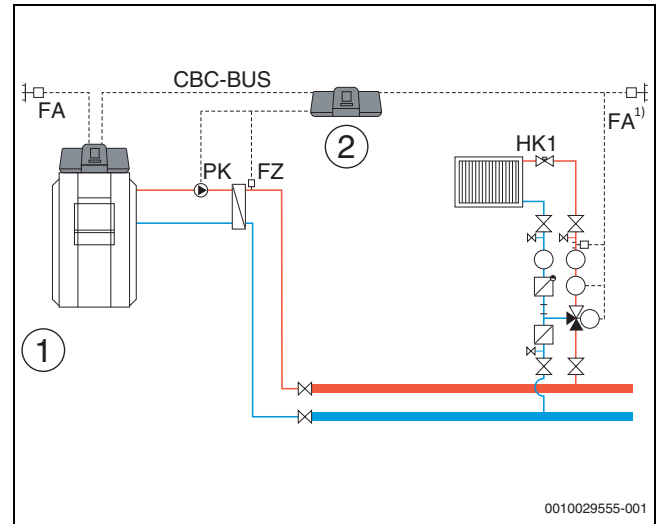 CBC-BUS
FA
FA1)
2
HK1
PK
FZ
1
0010029555-001